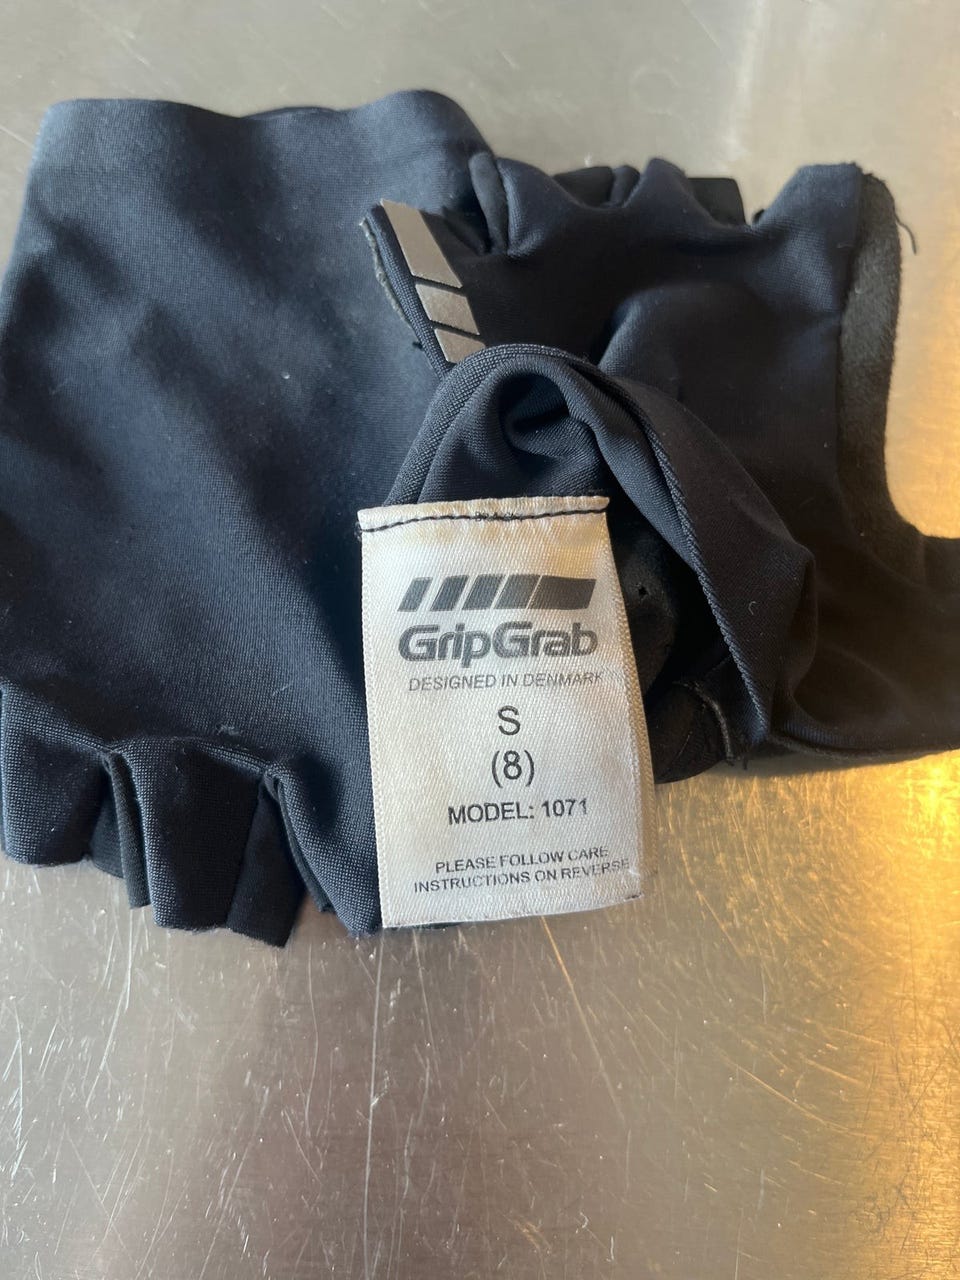 GripGrab
DESIGNED IN DENMARK
S
(8)
MODEL: 1071
PLEASE FOLLOW CARE
INSTRUCTIONS ON REVERSE